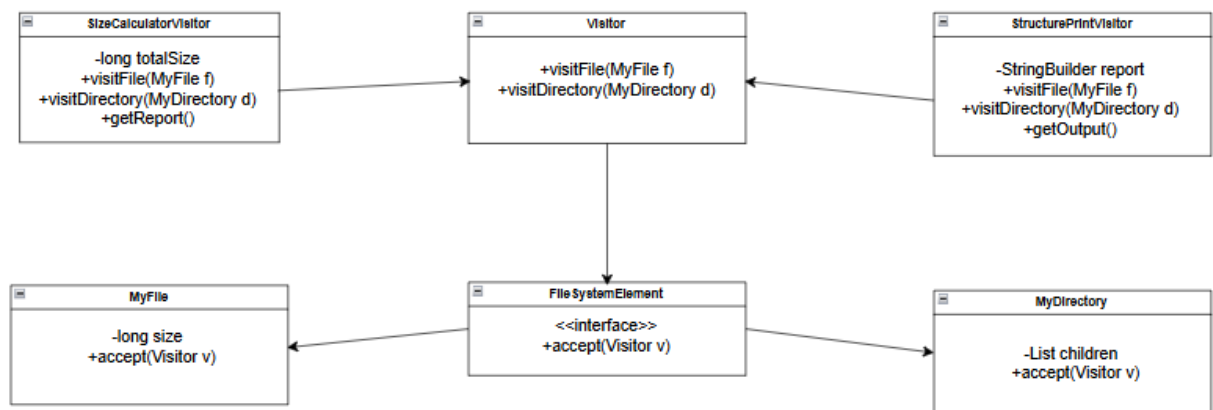 SizeCalculatorVisitor
-long totalSize
+visitFile(MyFile f)
+visitDirectory(MyDirectory d)
+getReport()
Visitor
+visitFile(MyFile f)
+visitDirectory(MyDirectory d)
StructurePrintVisitor
-StringBuilder report
+visitFile(MyFile f)
+visitDirectory(MyDirectory d)
+getOutput()
MyFile
-long size
+accept(Visitor v)
FileSystemElement
<<interface>>
+accept(Visitor v)
MyDirectory
-List children
+accept(Visitor v)